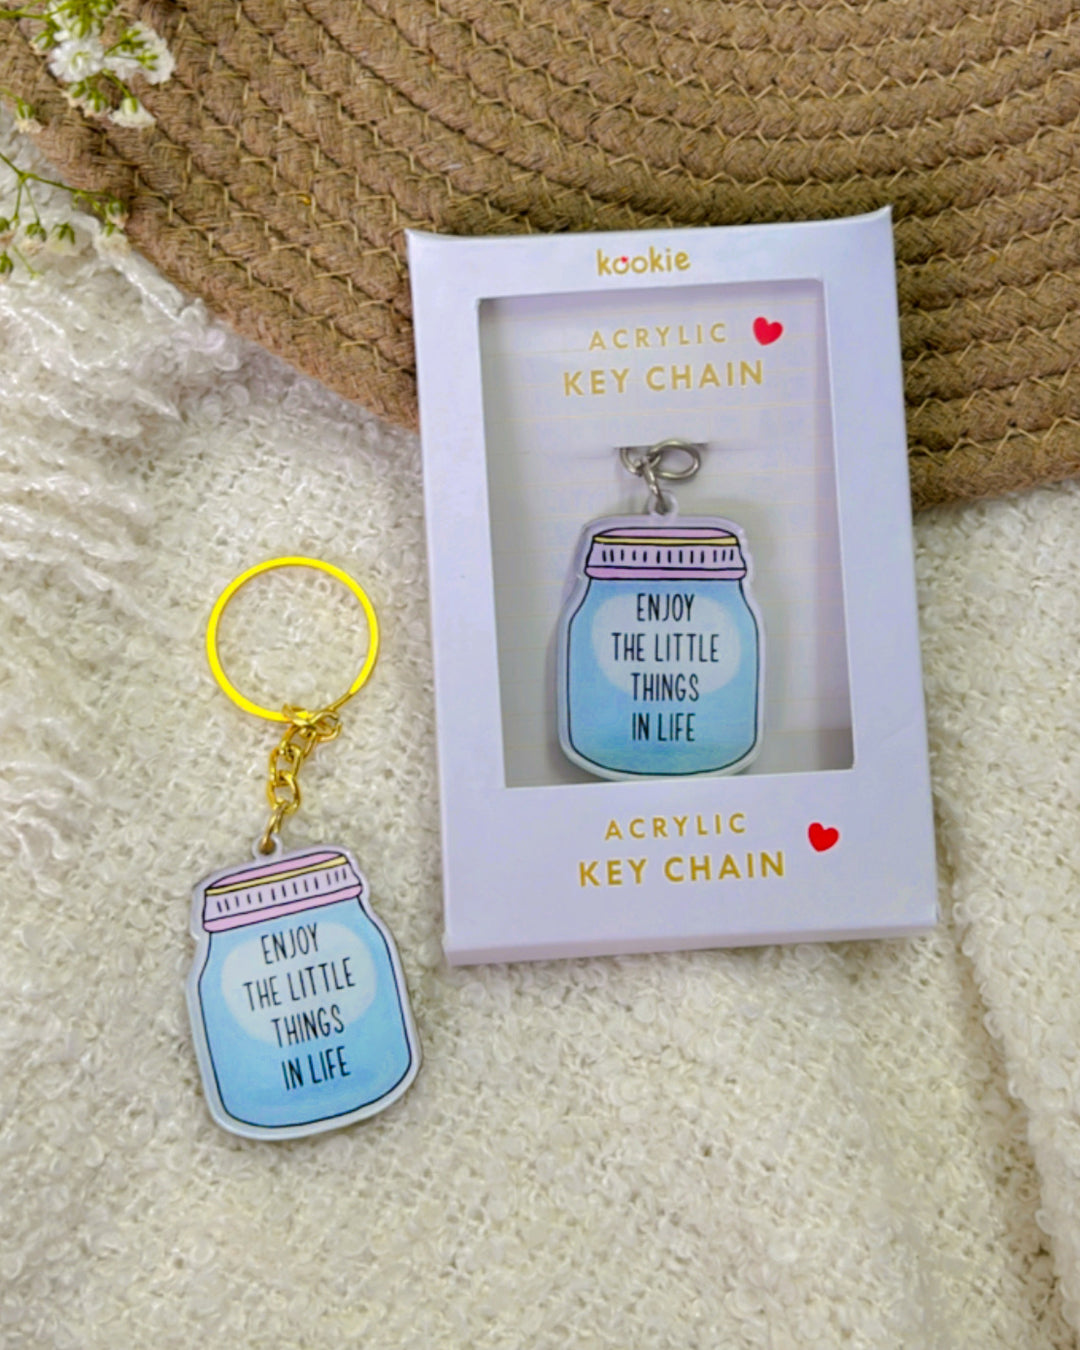 kookie
ACRYLIC
KEY CHAIN
ENJOY
THE LITTLE
THINGS
IN LIFE
ACRYLIC
KEY CHAIN
ENJOY
THE LITTLE
THINGS
IN LIFE